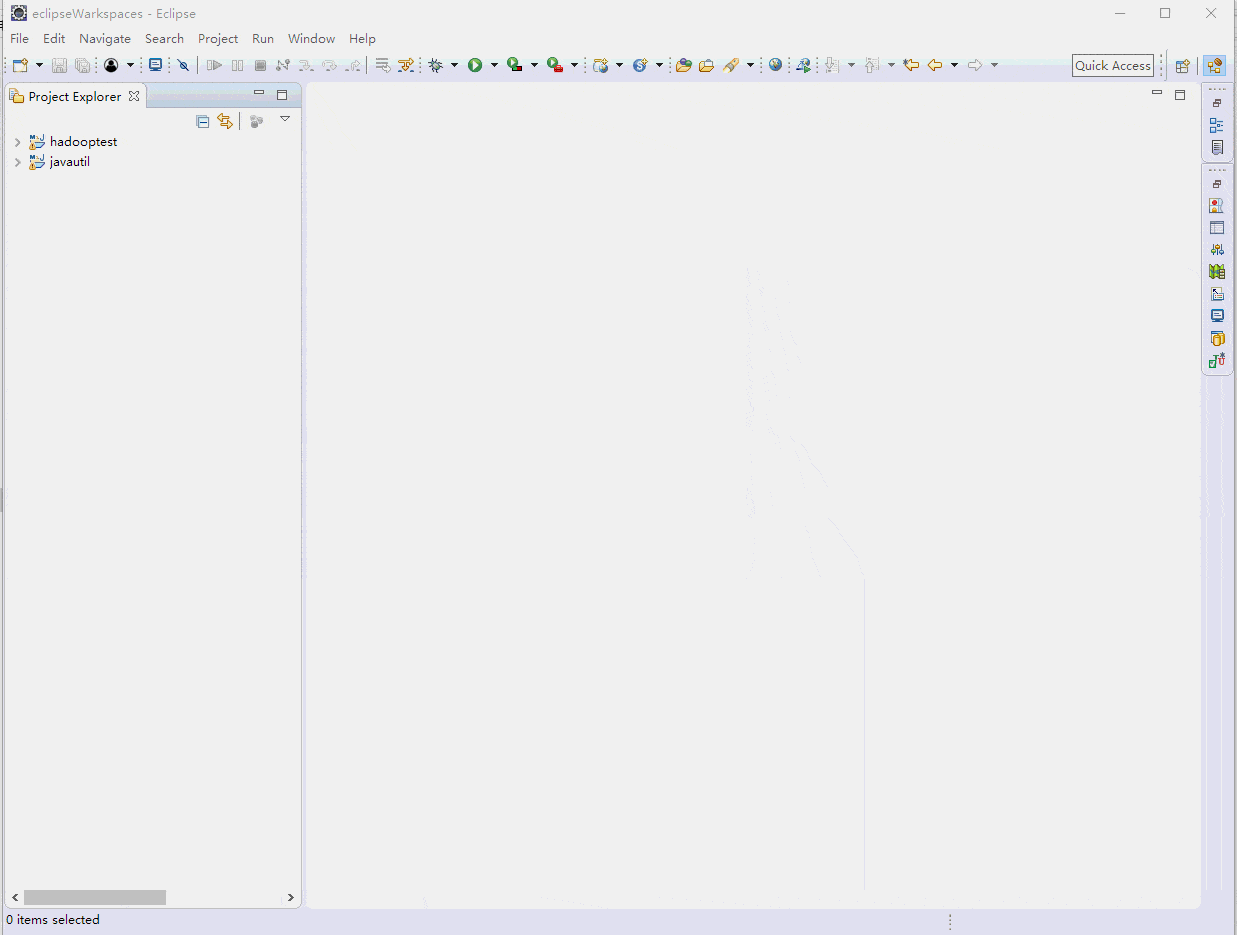 eclipseWarkspaces - Eclipse
File Edit Navigate Search Project Run Window Help
Quick Access
Project Explorer
hadooptest
javautil
0 items selected